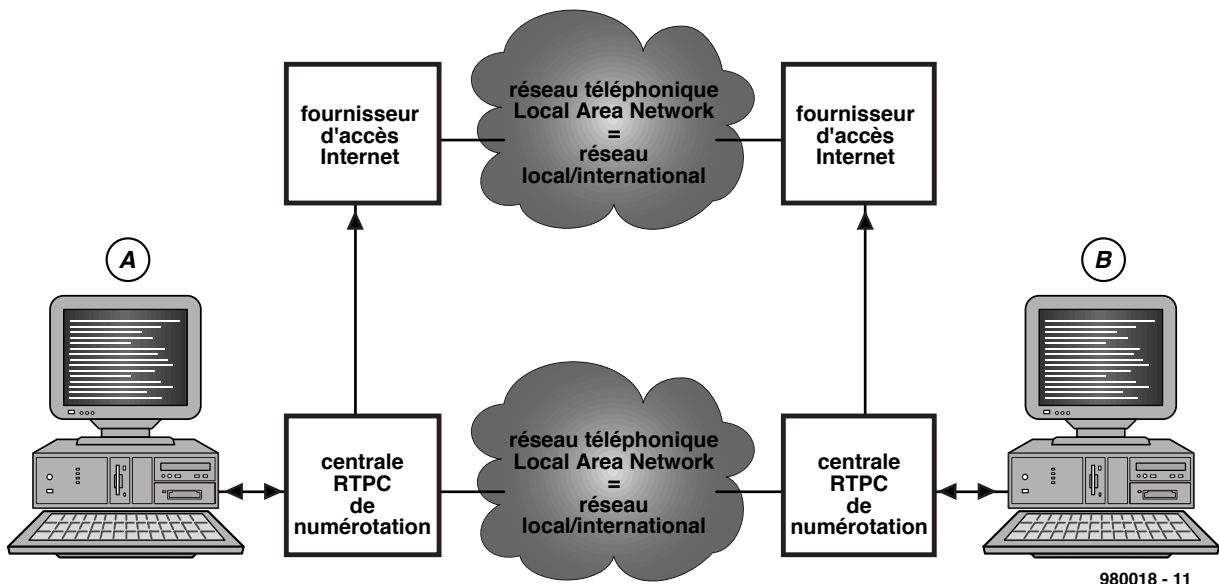 fournisseur
d'accès
Internet
réseau téléphonique
Local Area Network
=
réseau
local/international
fournisseur
d'accès
Internet
A
B
centrale
RTPC
de
numérotation
réseau téléphonique
Local Area Network
=
réseau
local/international
centrale
RTPC
de
numérotation
980018 - 11